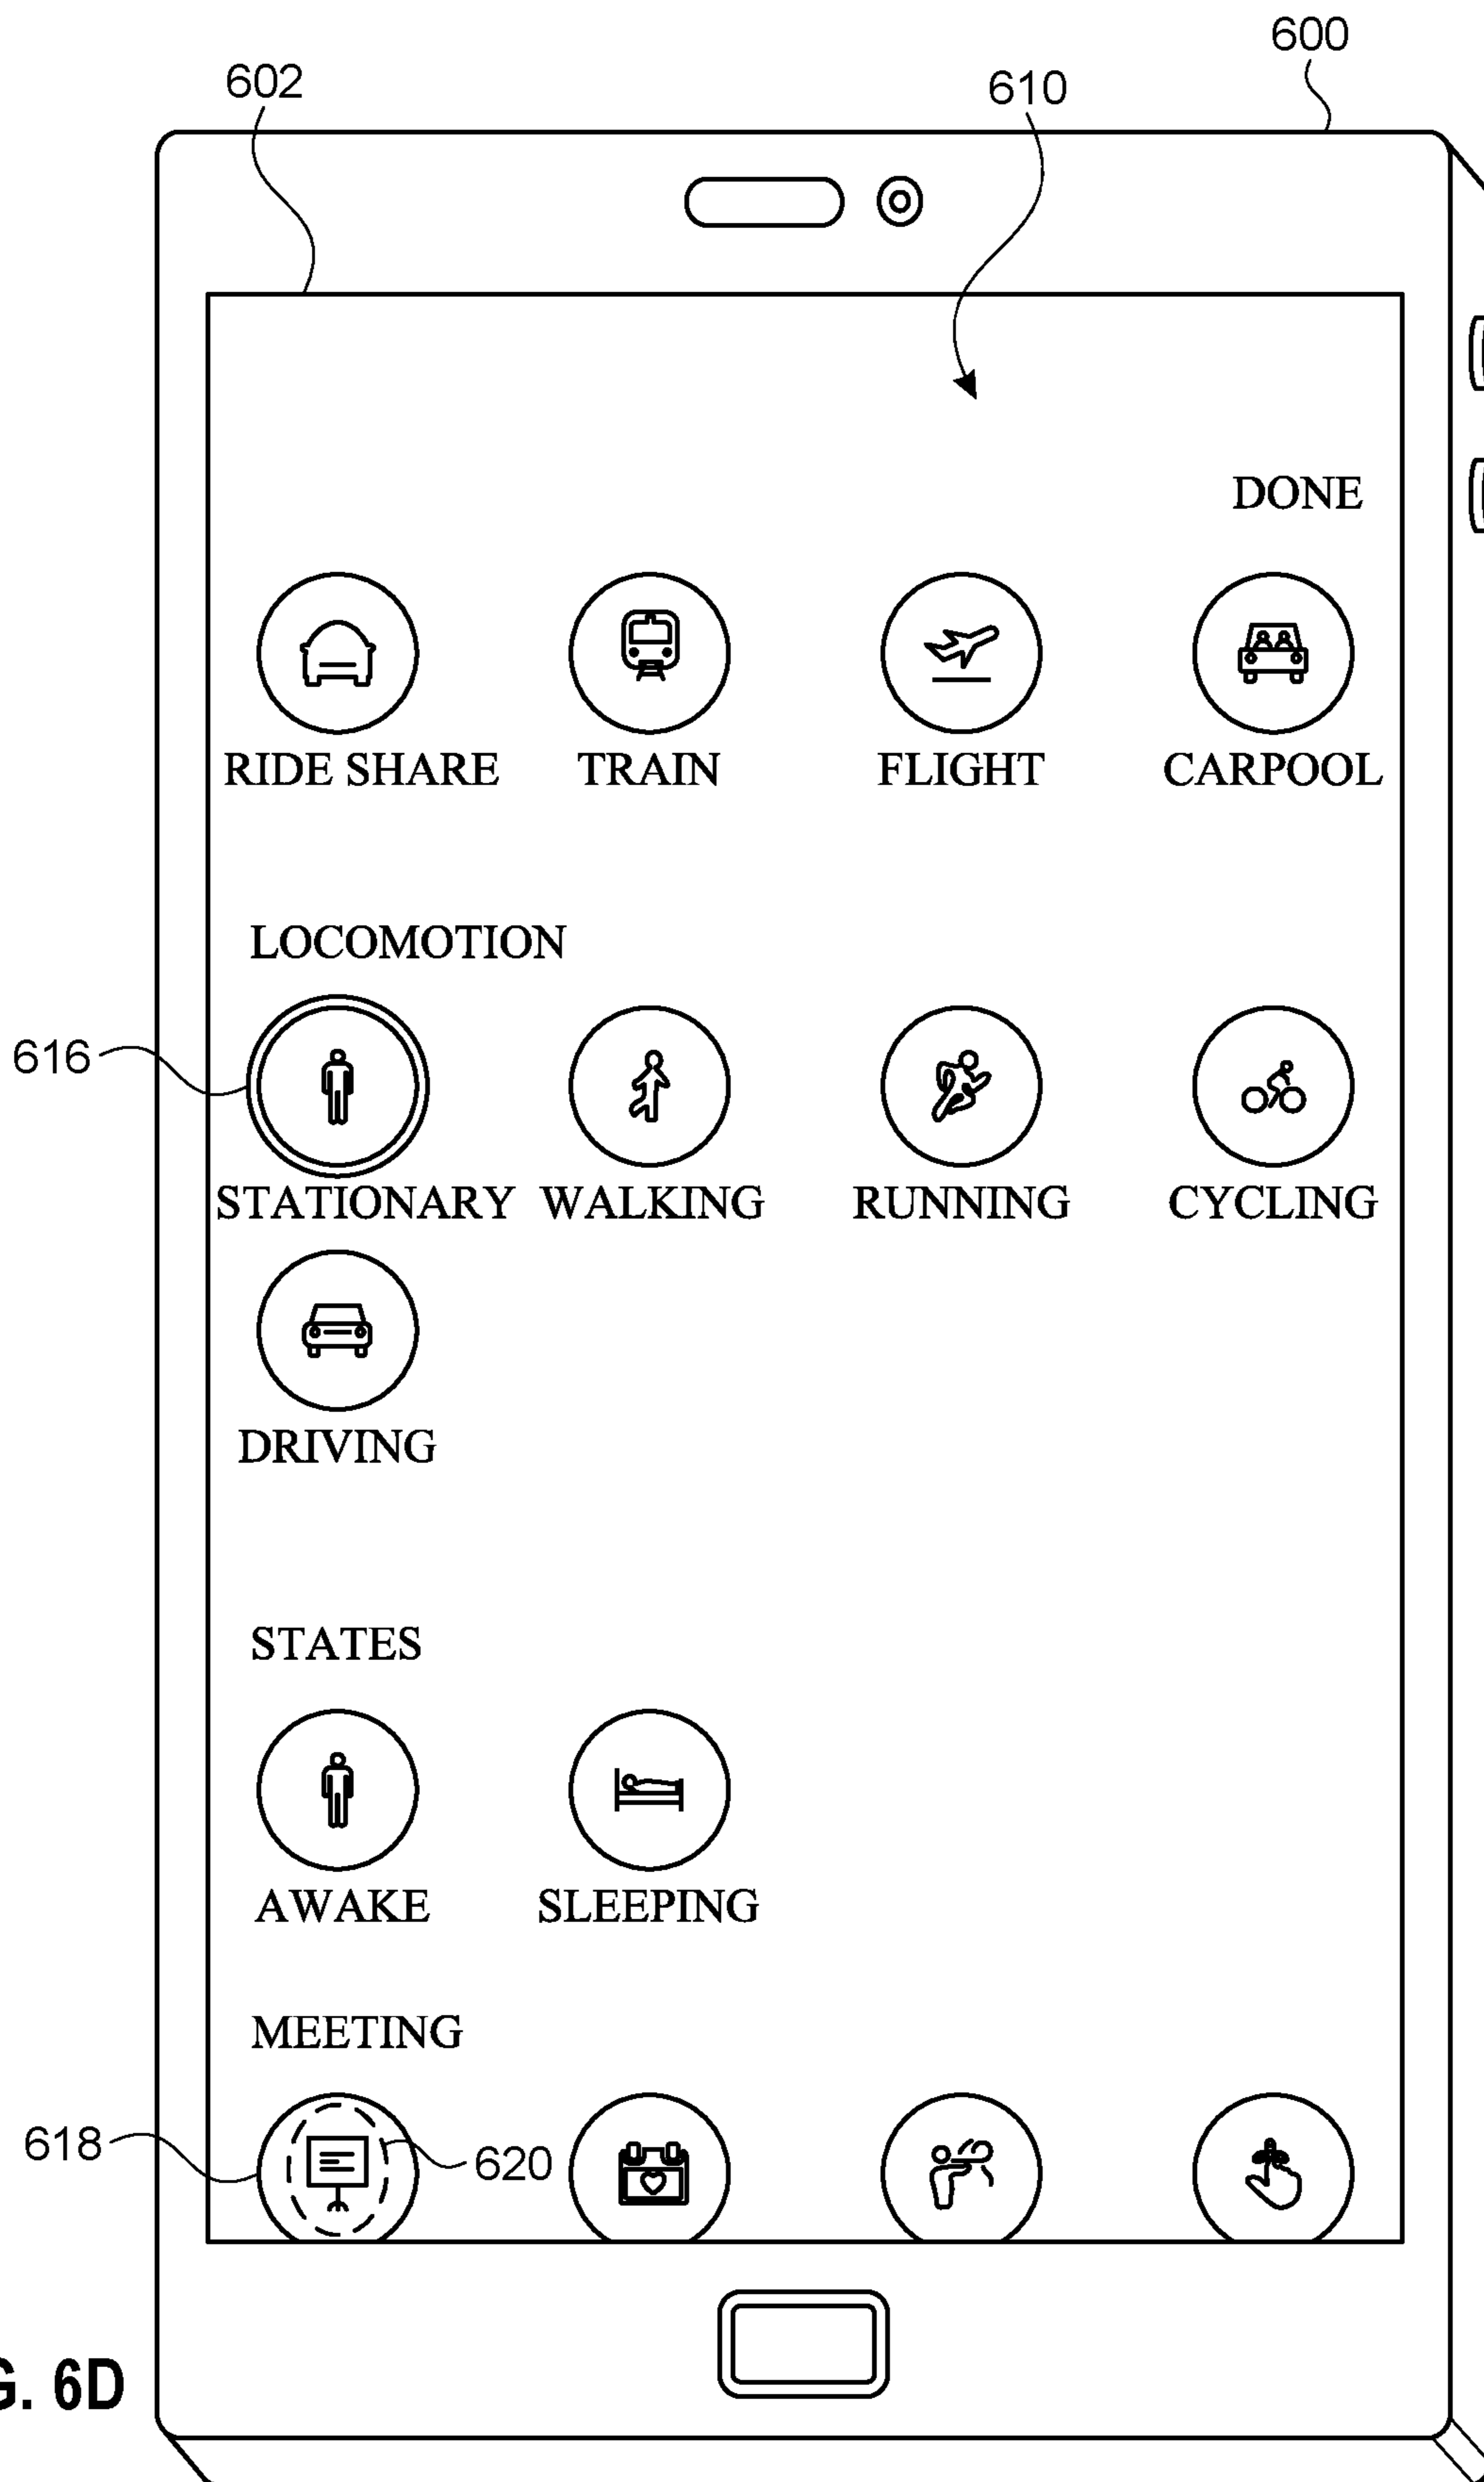 600
602
610
DONE
RIDE SHARE TRAIN FLIGHT CARPOOL
LOCOMOTION
616
STATIONARY WALKING RUNNING CYCLING
DRIVING
STATES
AWAKE SLEEPING
MEETING
618
620
G. 6D